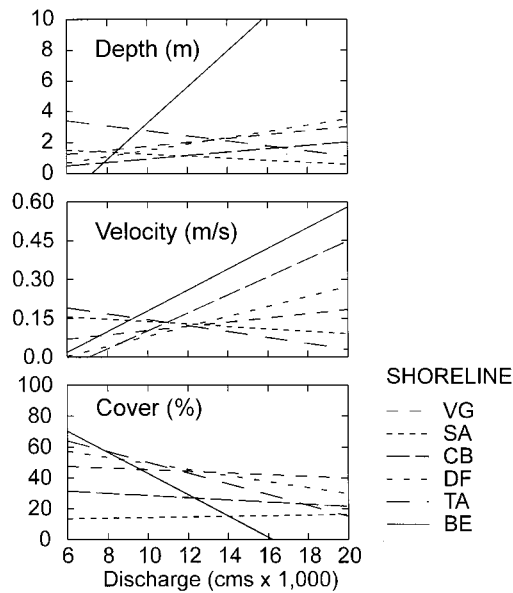 Depth (m)
10
8
6
4
2
0
Velocity (m/s)
0.60
0.45
0.30
0.15
0.0
Cover (%)
100
80
60
40
20
0
6 8 10 12 14 16 18 20
Discharge (cms x 1,000)
SHORELINE
VG
SA
CB
DF
TA
BE